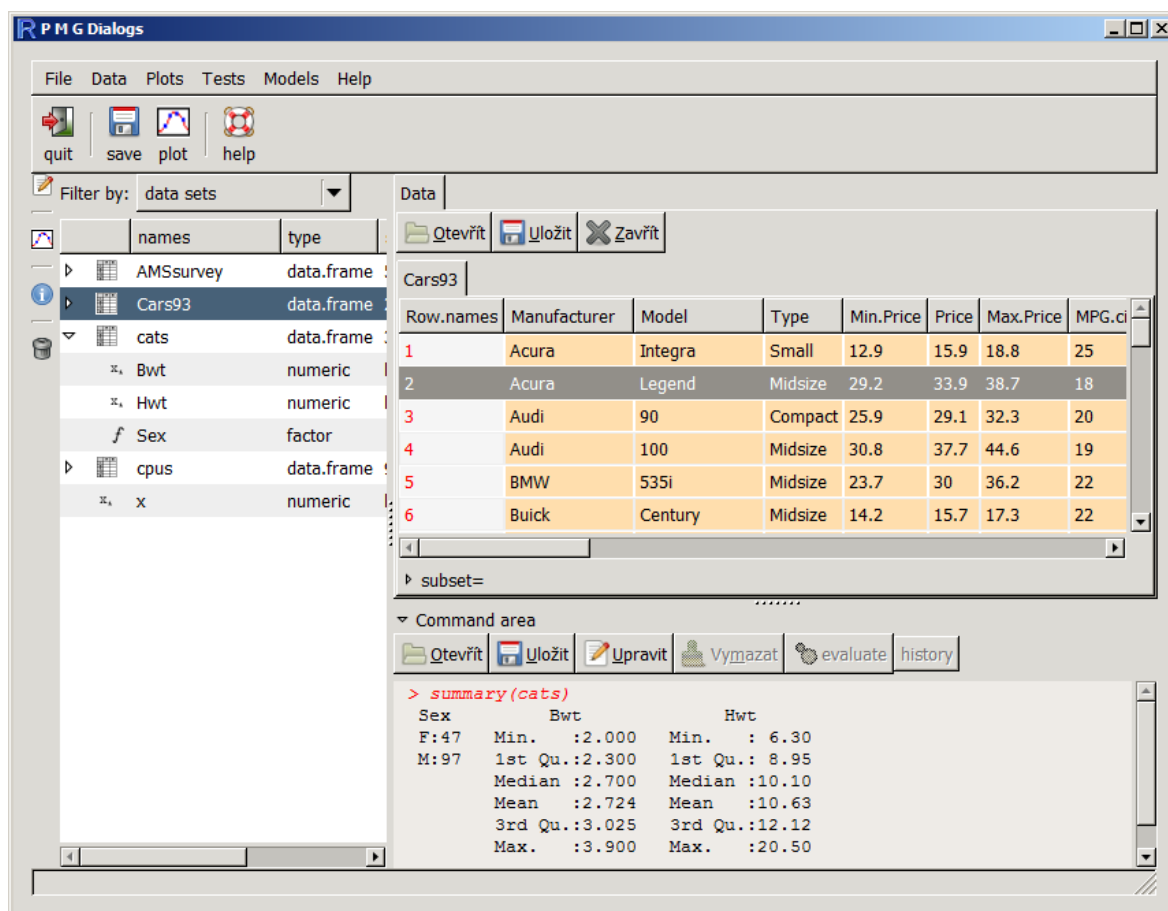 P M G Dialogs
File Data Plots Tests Models Help
quit save plot help
Filter by: data sets
names type
AMSsurvey data.frame
Cars93 data.frame
cats data.frame
Bwt numeric
Hwt numeric
Sex factor
cpus data.frame
x numeric
Data
Otevřít Uložit Zavřít
Cars93
Row.names Manufacturer Model Type Min.Price Price Max.Price MPG.ci
1 Acura Integra Small 12.9 15.9 18.8 25
2 Acura Legend Midsize 29.2 33.9 38.7 18
3 Audi 90 Compact 25.9 29.1 32.3 20
4 Audi 100 Midsize 30.8 37.7 44.6 19
5 BMW 535i Midsize 23.7 30 36.2 22
6 Buick Century Midsize 14.2 15.7 17.3 22
subset=
Command area
Otevřít Uložit Upravit Vymazat evaluate history
> summary(cats)
Sex Bwt Hwt
F:47 Min. :2.000 Min. : 6.30
M:97 1st Qu.:2.300 1st Qu.: 8.95
Median :2.700 Median :10.10
Mean :2.724 Mean :10.63
3rd Qu.:3.025 3rd Qu.:12.12
Max. :3.900 Max. :20.50